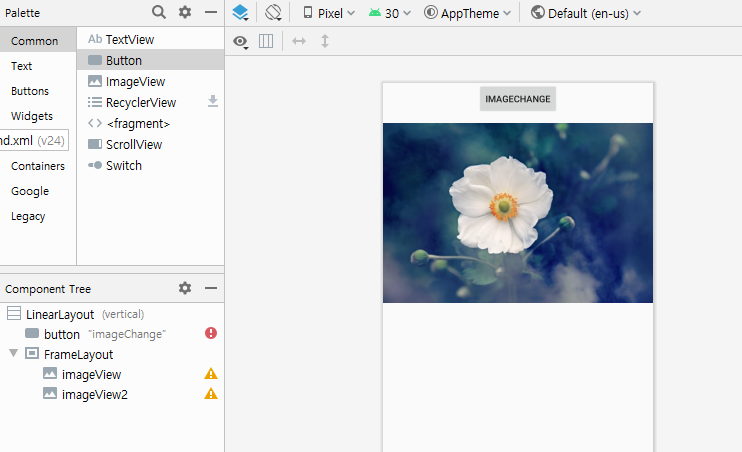 Palette
Pixel 30 AppTheme Default (en-us)
Common
Text
Buttons
Widgets
nd.xml (v24)
Containers
Google
Legacy
Ab TextView
Button
ImageView
RecyclerView
<fragment>
ScrollView
Switch
IMAGECHANGE
Component Tree
LinearLayout (vertical)
button "imageChange"
FrameLayout
imageView
imageView2